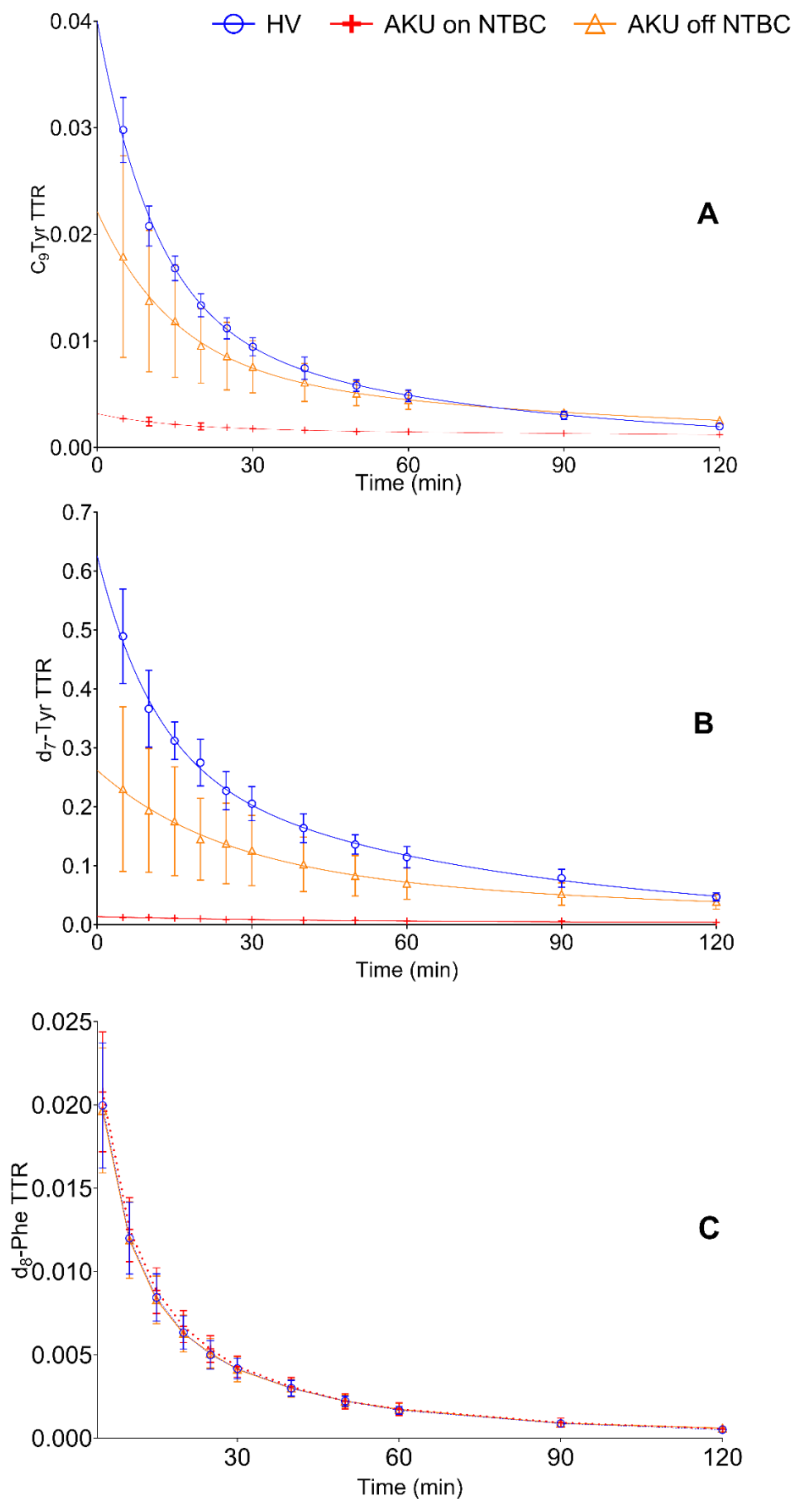 HV AKU on NTBC AKU off NTBC
0.04
0.03
0.02
0.01
0.00
C₉Tyr TTR
A
0 30 60 90 120
Time (min)
0.7
0.6
0.5
0.4
0.3
0.2
0.1
0.0
d₇-Tyr TTR
B
0 30 60 90 120
Time (min)
0.025
0.020
0.015
0.010
0.005
0.000
d₈-Phe TTR
C
30 60 90 120
Time (min)